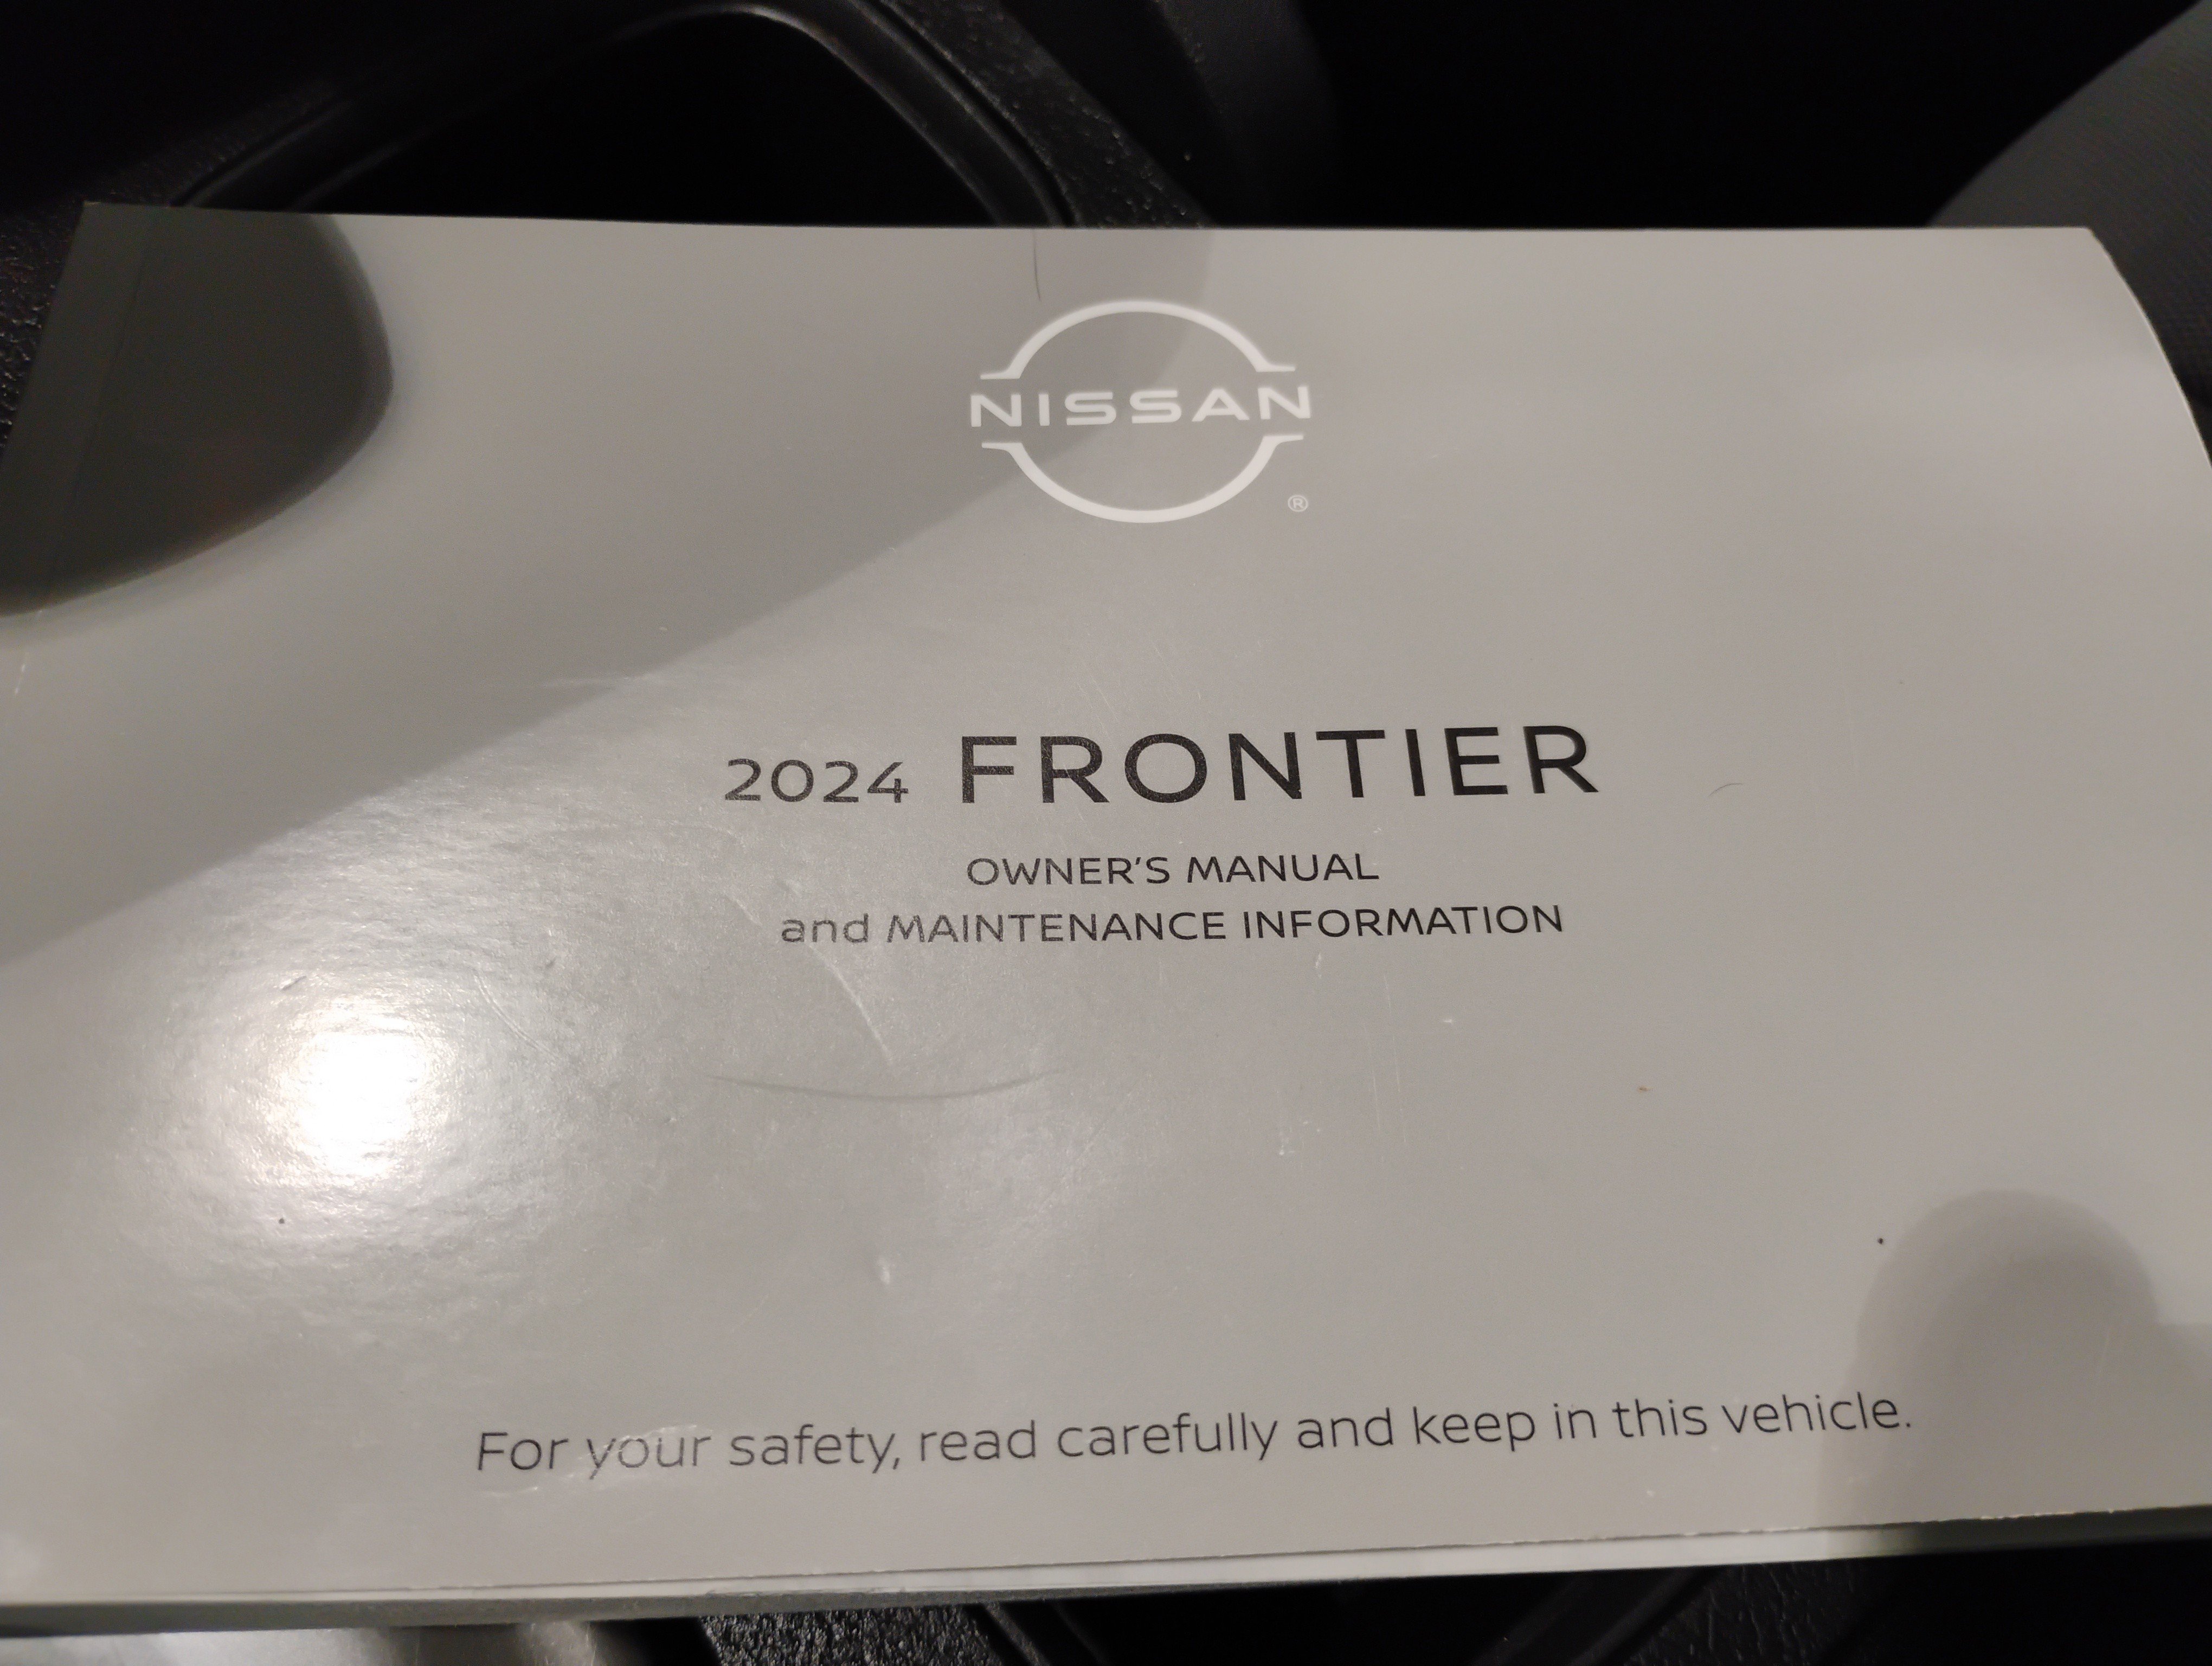 NISSAN
®
2024 FRONTIER
OWNER'S MANUAL
and MAINTENANCE INFORMATION
For your safety, read carefully and keep in this vehicle.